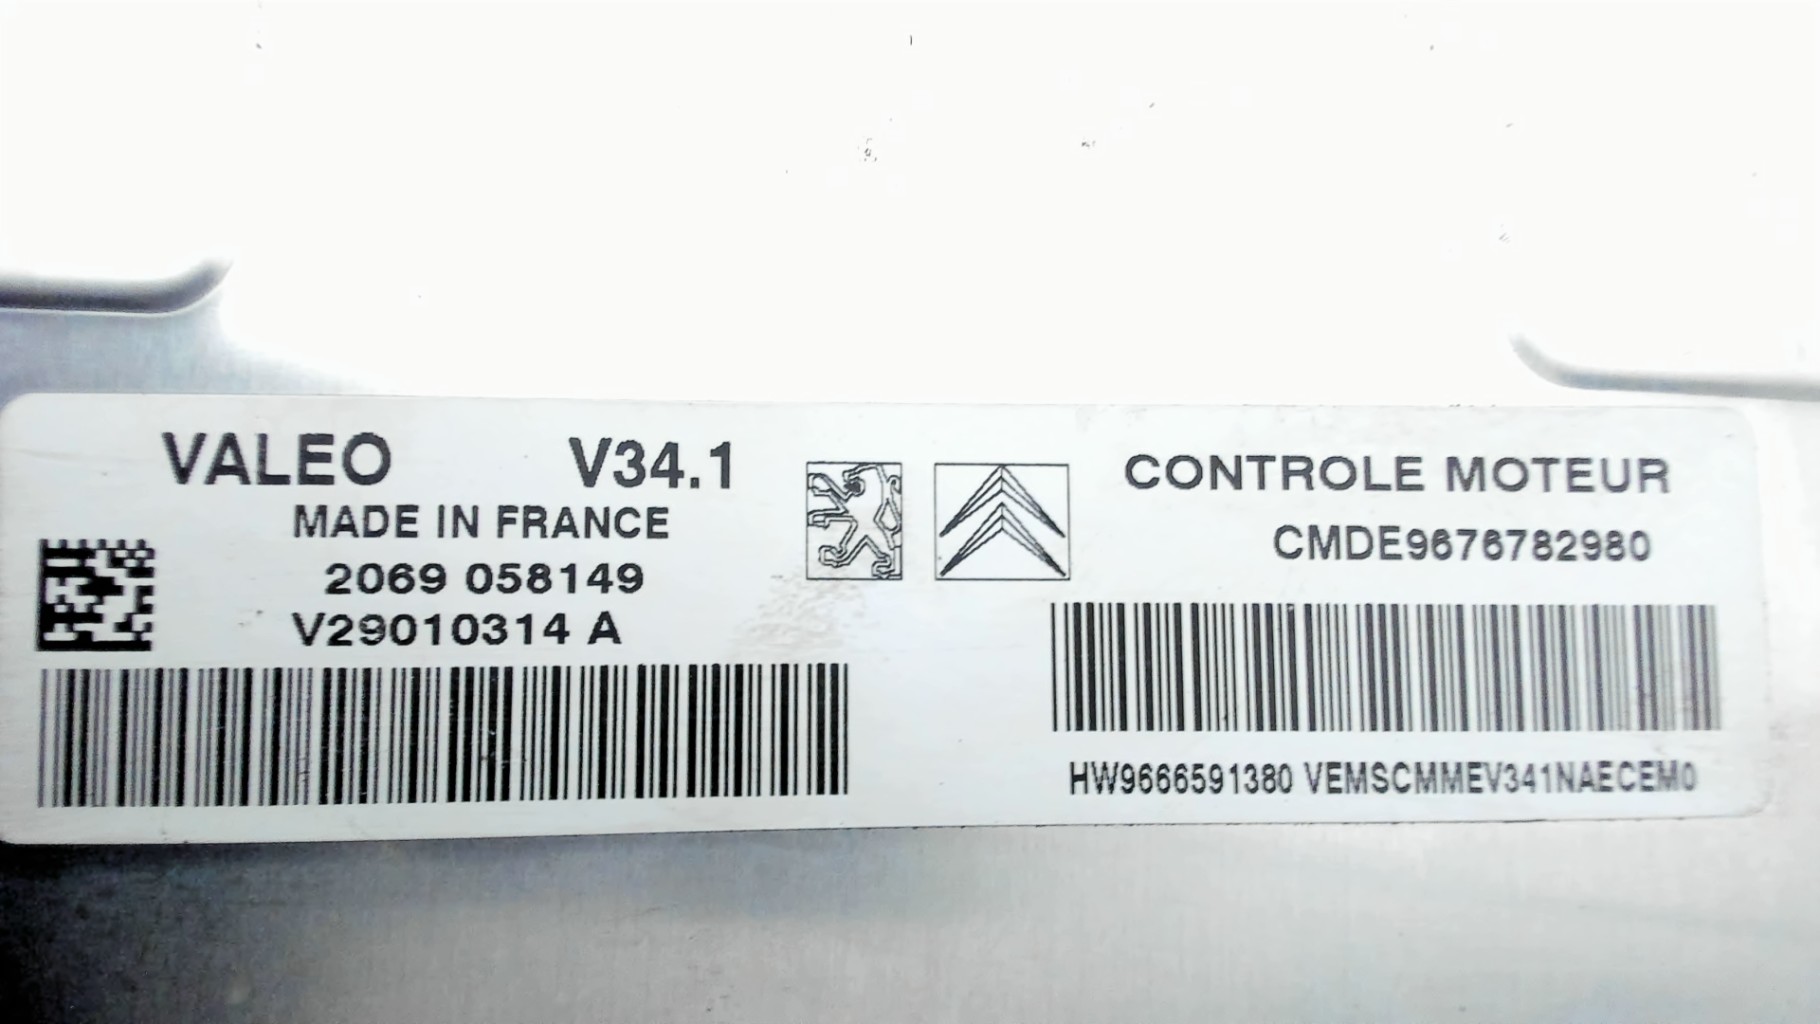 VALEO V34.1
MADE IN FRANCE
2069 058149
V29010314 A
CONTROLE MOTEUR
CMDE9676782980
HW9666591380 VEMSCMMEV341NAECEM0